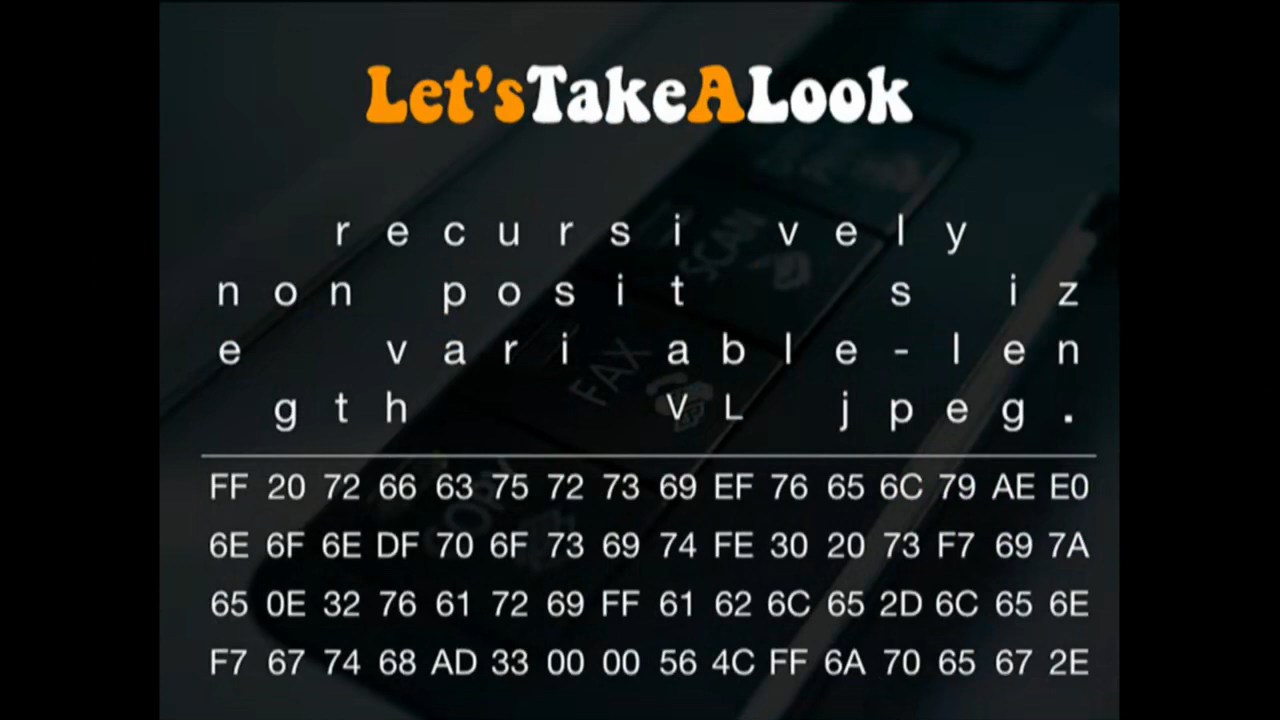 Let'sTakeALook
r e c u r s i v e l y
n o n p o s i t s i z
e v a r i a b l e - l e n
g t h V L j p e g .
SCAN
FAX
COPY
FF 20 72 66 63 75 72 73 69 EF 76 65 6C 79 AE E0
6E 6F 6E DF 70 6F 73 69 74 FE 30 20 73 F7 69 7A
65 0E 32 76 61 72 69 FF 61 62 6C 65 2D 6C 65 6E
F7 67 74 68 AD 33 00 00 56 4C FF 6A 70 65 67 2E